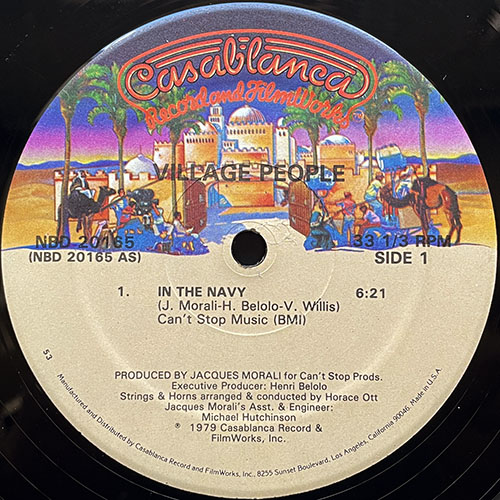 Casablanca
Record and FilmWorks
VILLAGE PEOPLE
NBD 20165
(NBD 20165 AS)
33 1/3 RPM
SIDE 1
1. IN THE NAVY 6:21
(J. Morali-H. Belolo-V. Willis)
Can't Stop Music (BMI)
53
PRODUCED BY JACQUES MORALI for Can't Stop Prods.
Executive Producer: Henri Belolo
Strings & Horns arranged & conducted by Horace Ott
Jacques Morali's Asst. & Engineer:
Michael Hutchinson
℗ 1979 Casablanca Record &
FilmWorks, Inc.
Manufactured and Distributed by Casablanca Record and FilmWorks, Inc., 8255 Sunset Boulevard, Los Angeles, California 90046. Made in U.S.A.